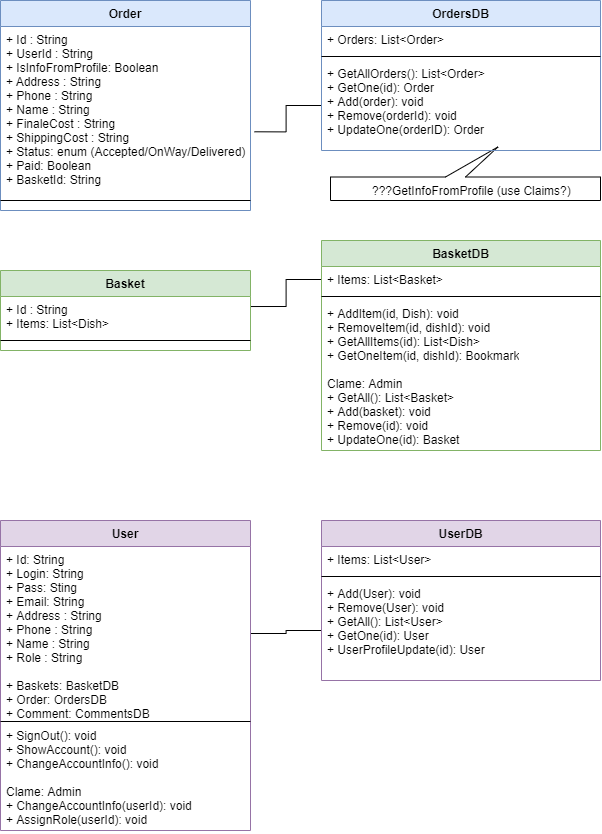 Order
+ Id : String
+ UserId : String
+ IsInfoFromProfile: Boolean
+ Address : String
+ Phone : String
+ Name : String
+ FinaleCost : String
+ ShippingCost : String
+ Status: enum (Accepted/OnWay/Delivered)
+ Paid: Boolean
+ BasketId: String
OrdersDB
+ Orders: List<Order>
+ GetAllOrders(): List<Order>
+ GetOne(id): Order
+ Add(order): void
+ Remove(orderId): void
+ UpdateOne(orderID): Order
???GetInfoFromProfile (use Claims?)
Basket
+ Id : String
+ Items: List<Dish>
BasketDB
+ Items: List<Basket>
+ AddItem(id, Dish): void
+ RemoveItem(id, dishId): void
+ GetAllItems(id): List<Dish>
+ GetOneItem(id, dishId): Bookmark
Clame: Admin
+ GetAll(): List<Basket>
+ Add(basket): void
+ Remove(id): void
+ UpdateOne(id): Basket
User
+ Id: String
+ Login: String
+ Pass: Sting
+ Email: String
+ Address : String
+ Phone : String
+ Name : String
+ Role : String
+ Baskets: BasketDB
+ Order: OrdersDB
+ Comment: CommentsDB
+ SignOut(): void
+ ShowAccount(): void
+ ChangeAccountInfo(): void
Clame: Admin
+ ChangeAccountInfo(userId): void
+ AssignRole(userId): void
UserDB
+ Items: List<User>
+ Add(User): void
+ Remove(User): void
+ GetAll(): List<User>
+ GetOne(id): User
+ UserProfileUpdate(id): User